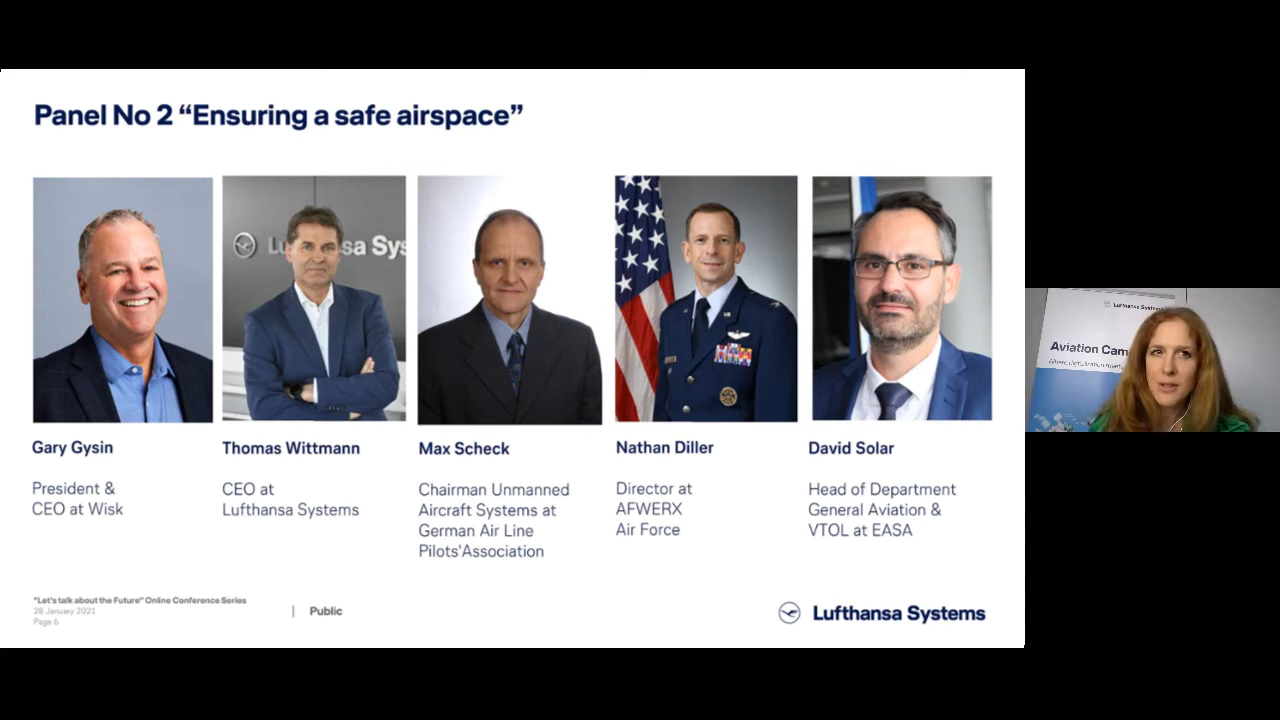 Panel No 2 “Ensuring a safe airspace”
Lufthansa Systems
Gary Gysin
President &
CEO at Wisk
Thomas Wittmann
CEO at
Lufthansa Systems
Max Scheck
Chairman Unmanned
Aircraft Systems at
German Air Line
Pilots'Association
Nathan Diller
Director at
AFWERX
Air Force
David Solar
Head of Department
General Aviation &
VTOL at EASA
"Let's talk about the Future" Online Conference Series
28 January 2021
Page 6
| Public
Lufthansa Systems
Aviation Cam